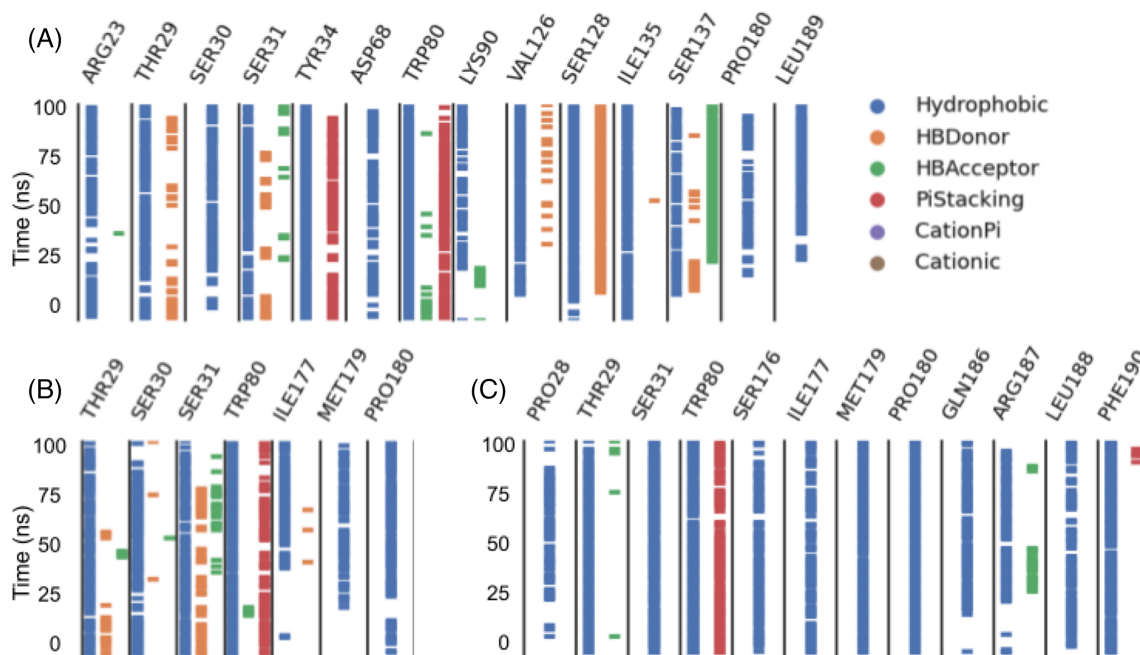 (A)
ARG23 THR29 SER30 SER31 TYR34 ASP68 TRP80 LYS90 VAL126 SER128 ILE135 SER137 PRO180 LEU189
100
75
50
25
0
Time (ns)
Hydrophobic
HBDonor
HBAcceptor
PiStacking
CationPi
Cationic
(B)
THR29 SER30 SER31 TRP80 ILE177 MET179 PRO180
100
75
50
25
0
Time (ns)
(C)
PRO28 THR29 SER31 TRP80 SER176 ILE177 MET179 PRO180 GLN186 ARG187 LEU188 PHE190
100
75
50
25
0